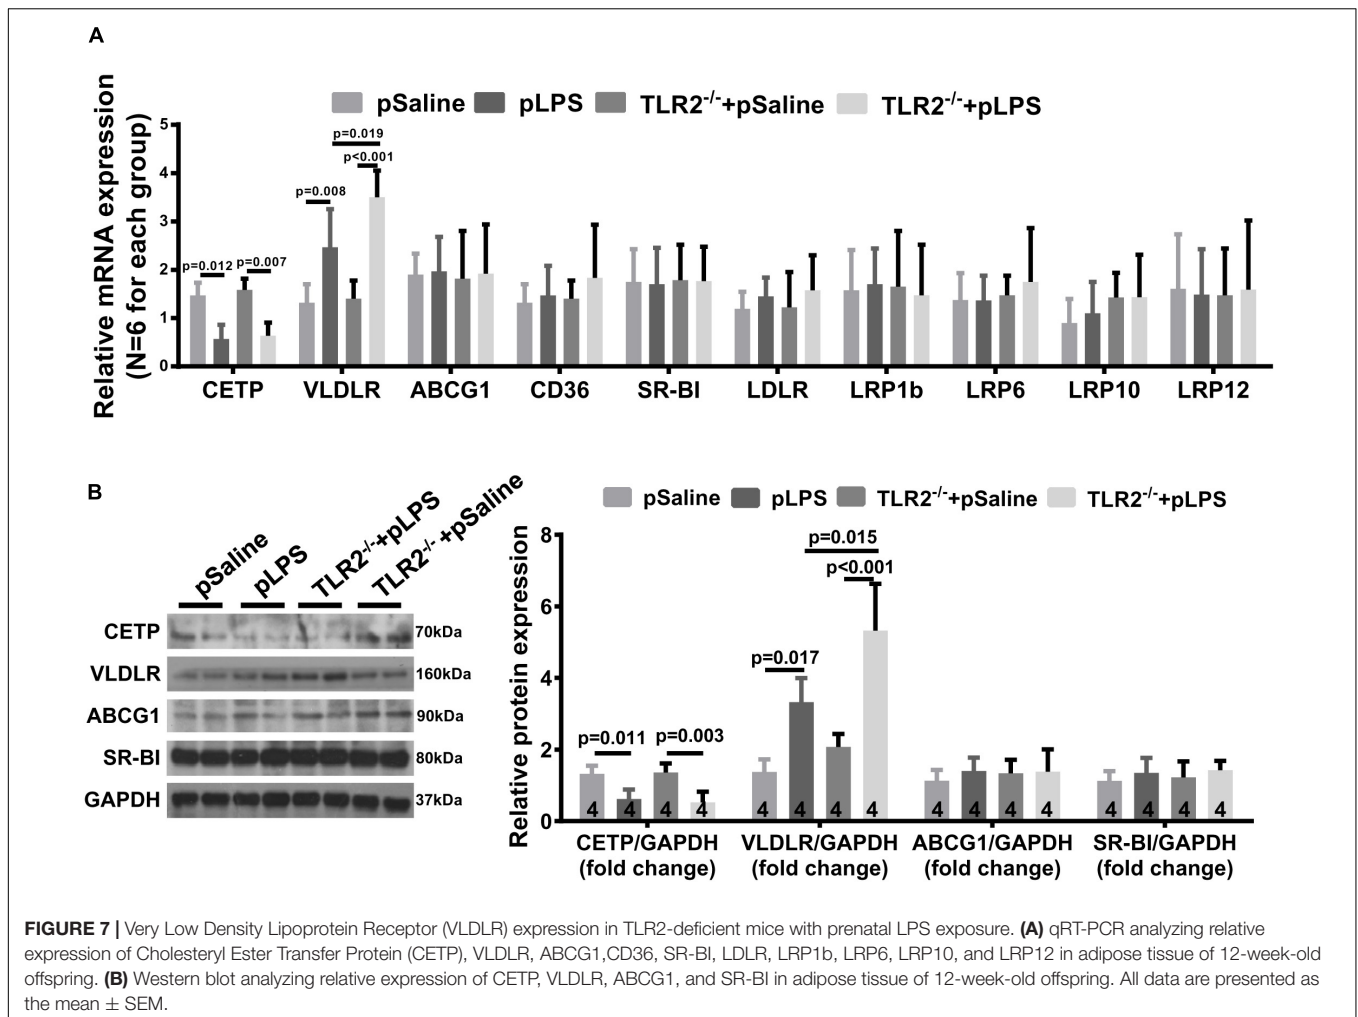 A
pSaline pLPS TLR2-/-+pSaline TLR2-/-+pLPS
Relative mRNA expression
(N=6 for each group)
5
4
3
2
1
0
p=0.012
p=0.007
p=0.008
p=0.019
p<0.001
CETP VLDLR ABCG1 CD36 SR-BI LDLR LRP1b LRP6 LRP10 LRP12
B
pSaline
pLPS
TLR2-/-+pLPS
TLR2-/-+pSaline
CETP 70kDa
VLDLR 160kDa
ABCG1 90kDa
SR-BI 80kDa
GAPDH 37kDa
pSaline pLPS TLR2-/-+pSaline TLR2-/-+pLPS
Relative protein expression
8
6
4
2
0
p=0.011
p=0.003
p=0.017
p=0.015
p<0.001
4 4 4 4 4 4 4 4 4 4 4 4 4 4 4 4
CETP/GAPDH VLDLR/GAPDH ABCG1/GAPDH SR-BI/GAPDH
(fold change) (fold change) (fold change) (fold change)
FIGURE 7 | Very Low Density Lipoprotein Receptor (VLDLR) expression in TLR2-deficient mice with prenatal LPS exposure. (A) qRT-PCR analyzing relative
expression of Cholesteryl Ester Transfer Protein (CETP), VLDLR, ABCG1,CD36, SR-BI, LDLR, LRP1b, LRP6, LRP10, and LRP12 in adipose tissue of 12-week-old
offspring. (B) Western blot analyzing relative expression of CETP, VLDLR, ABCG1, and SR-BI in adipose tissue of 12-week-old offspring. All data are presented as
the mean ± SEM.